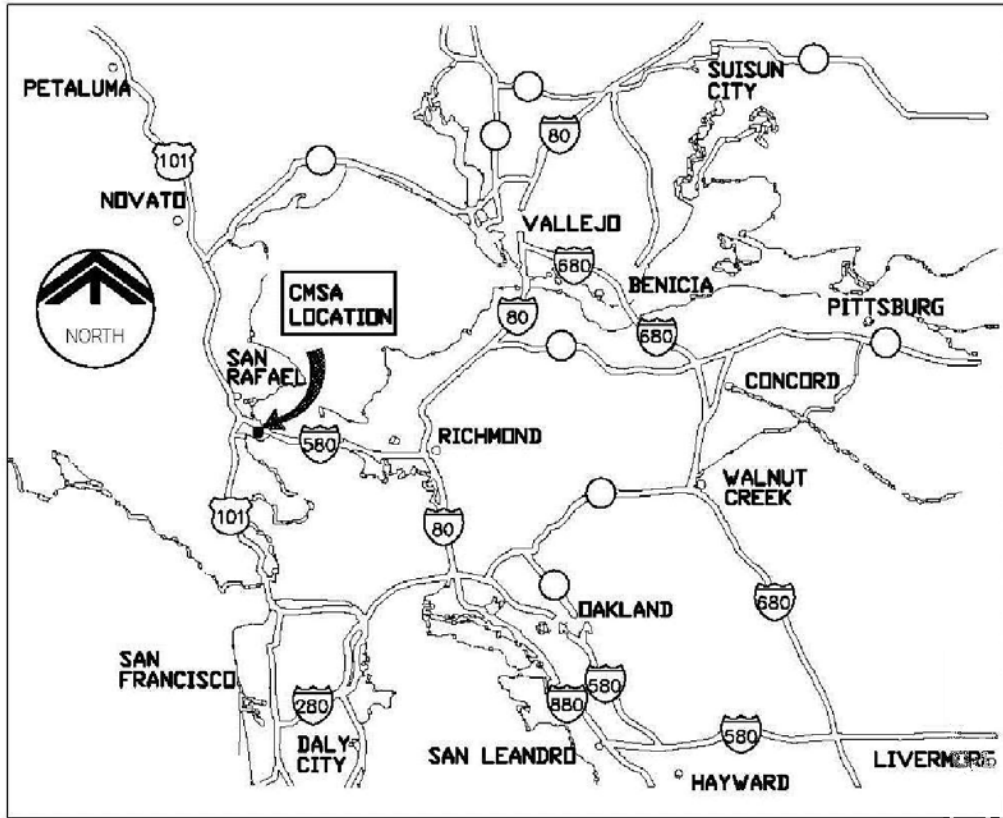 SUISUN
CITY
PETALUMA
80
101
NOVATO
VALLEJO
680
BENICIA
CMSA
LOCATION
NORTH
80
PITTSBURG
680
SAN
RAFAEL
CONCORD
580
RICHMOND
WALNUT
CREEK
101
80
680
OAKLAND
SAN
FRANCISCO
580
280
880
DALY
CITY
SAN LEANDRO
580
LIVERMORE
HAYWARD